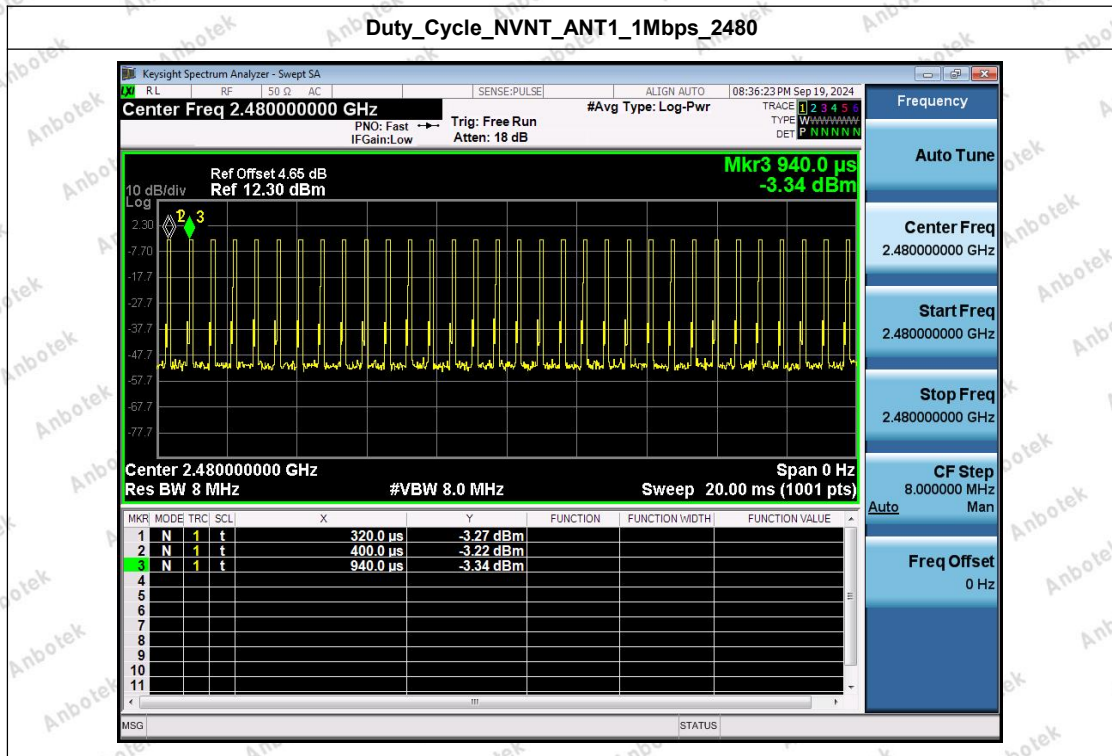 Duty_Cycle_NVNT_ANT1_1Mbps_2480
Keysight Spectrum Analyzer - Swept SA
LXI RL RF 50 Ω AC SENSE:PULSE ALIGN AUTO 08:36:23 PM Sep 19, 2024
Center Freq 2.480000000 GHz
PNO: Fast
IFGain:Low
Trig: Free Run
Atten: 18 dB
#Avg Type: Log-Pwr
TRACE 1 2 3 4 5 6
TYPE WWWWWW
DET P NNNNN
Frequency
Auto Tune
Center Freq
2.480000000 GHz
Start Freq
2.480000000 GHz
Stop Freq
2.480000000 GHz
CF Step
8.000000 MHz
Auto Man
Freq Offset
0 Hz
Mkr3 940.0 µs
-3.34 dBm
Ref Offset 4.65 dB
10 dB/div Ref 12.30 dBm
Log
2 3
2.30
-7.70
-17.7
-27.7
-37.7
-47.7
-57.7
-67.7
-77.7
Center 2.480000000 GHz Span 0 Hz
Res BW 8 MHz #VBW 8.0 MHz Sweep 20.00 ms (1001 pts)
MKR MODE TRC SCL X Y FUNCTION FUNCTION WIDTH FUNCTION VALUE
1 N 1 t 320.0 µs -3.27 dBm
2 N 1 t 400.0 µs -3.22 dBm
3 N 1 t 940.0 µs -3.34 dBm
4
5
6
7
8
9
10
11
MSG STATUS
Anbotek